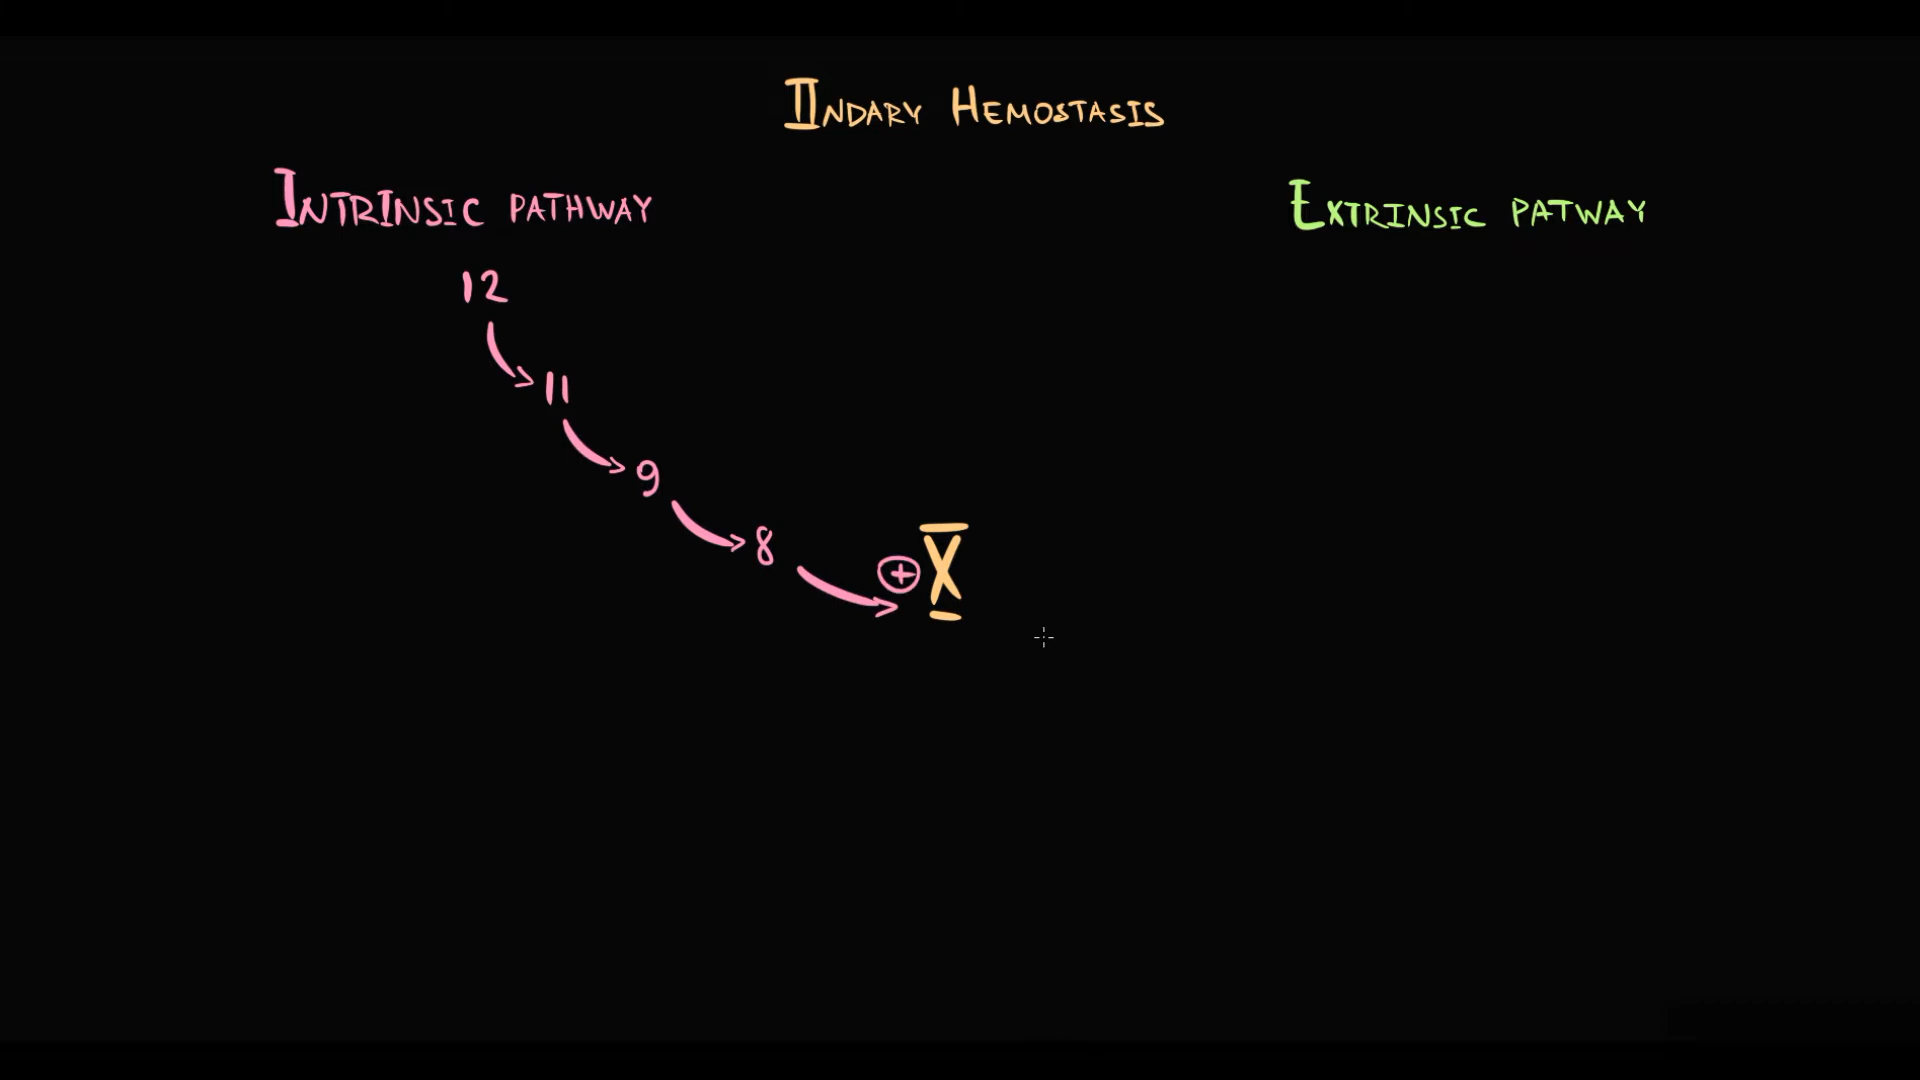 IIndary Hemostasis
Intrinsic pathway
Extrinsic patway
12
11
9
8
+
X